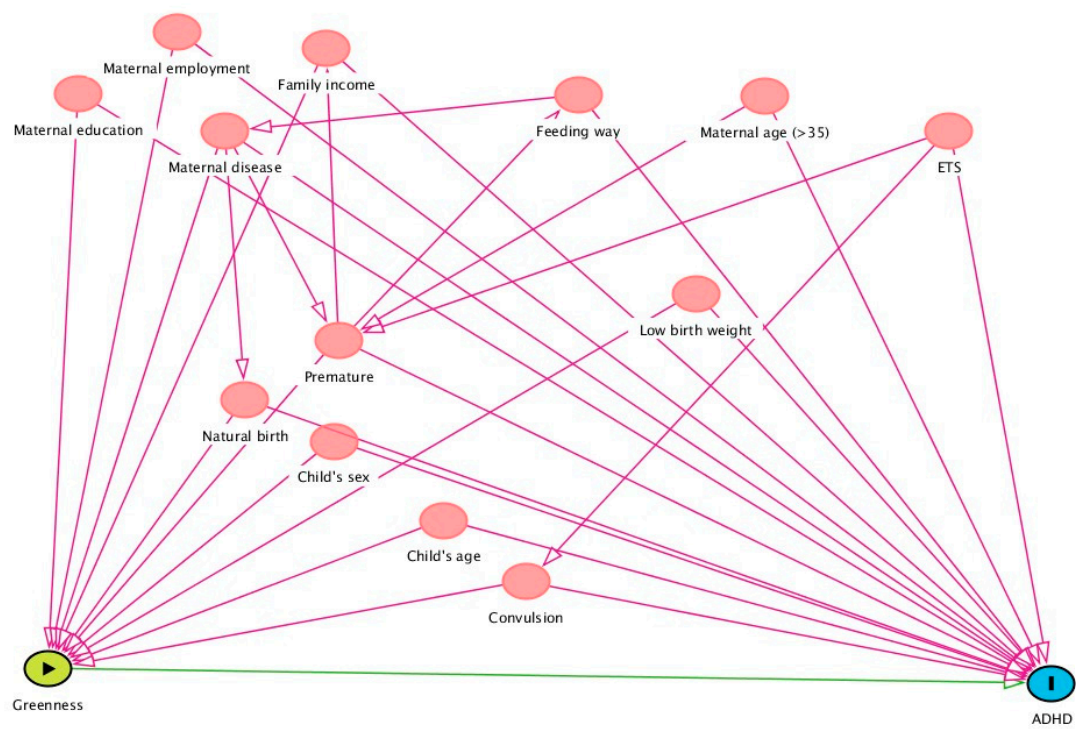 Maternal employment
Family income
Maternal education
Feeding way
Maternal age (>35)
Maternal disease
ETS
Low birth weight
Premature
Natural birth
Child's sex
Child's age
Convulsion
Greenness
ADHD